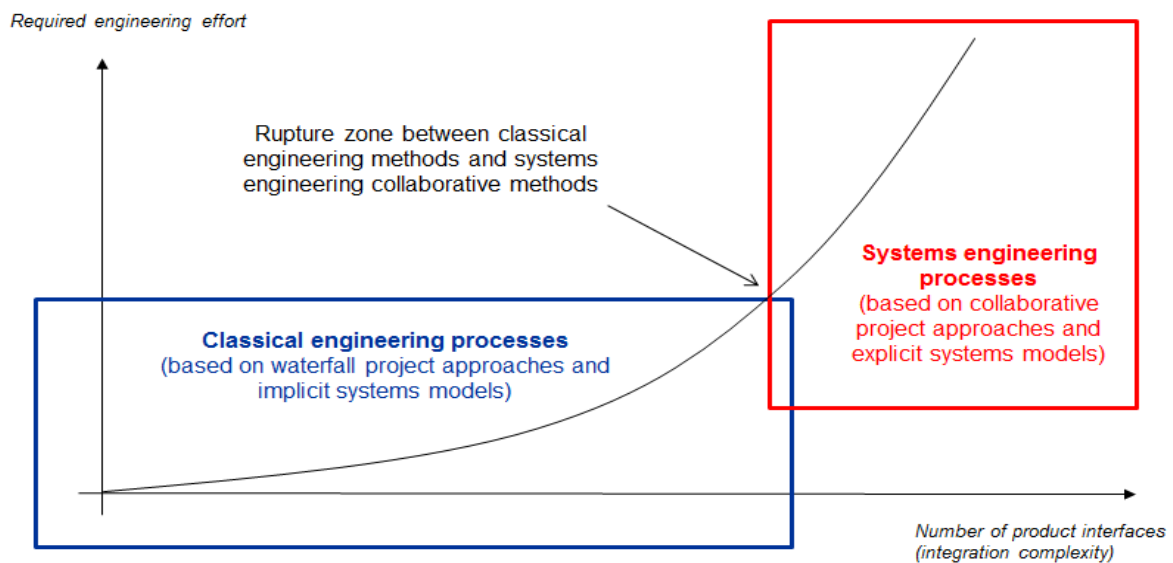 Required engineering effort
Rupture zone between classical
engineering methods and systems
engineering collaborative methods
Systems engineering
processes
(based on collaborative
project approaches and
explicit systems models)
Classical engineering processes
(based on waterfall project approaches and
implicit systems models)
Number of product interfaces
(integration complexity)